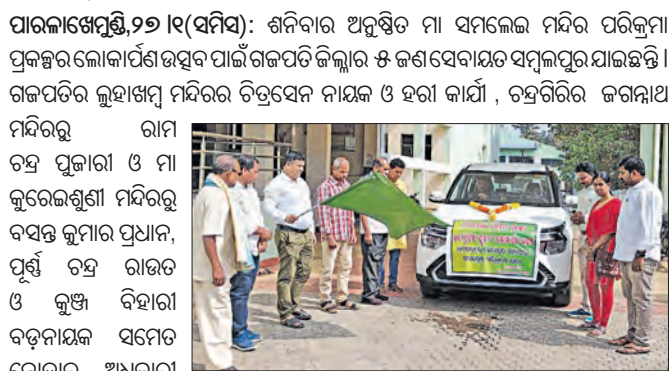 ପାରଳାଖେମୁଣ୍ଡି,୨୭ ।୧(ସମିସ): ଶନିବାର ଅନୁଷ୍ଠିତ ମା ସମଲେଇ ମନ୍ଦିର ପରିକ୍ରମା
ପ୍ରକଳ୍ପର ଲୋକାର୍ପଣ ଉତ୍ସବ ପାଇଁ ଗଜପତି ଜିଲ୍ଲାର ୫ ଜଣ ସେବାୟତ ସମ୍ବଲପୁର ଯାଇଛନ୍ତି ।
ଗଜପତିର ଲୁହାଖମ୍ବ ମନ୍ଦିରର ଚିତ୍ରସେନ ନାୟକ ଓ ହରୀ କାର୍ଯୀ , ଚନ୍ଦ୍ରଗିରିର ଜଗନ୍ନାଥ
ମନ୍ଦିରରୁ ରାମ
ଚନ୍ଦ୍ର ପୁଜାରୀ ଓ ମା
କୁରେଇଶୁଣୀ ମନ୍ଦିରରୁ
ବସନ୍ତ କୁମାର ପ୍ରଧାନ,
ପୂର୍ଣ୍ଣ ଚନ୍ଦ୍ର ରାଉତ
ଓ କୁଞ୍ଜ ବିହାରୀ
ବଡ଼ନାୟକ ସମେତ